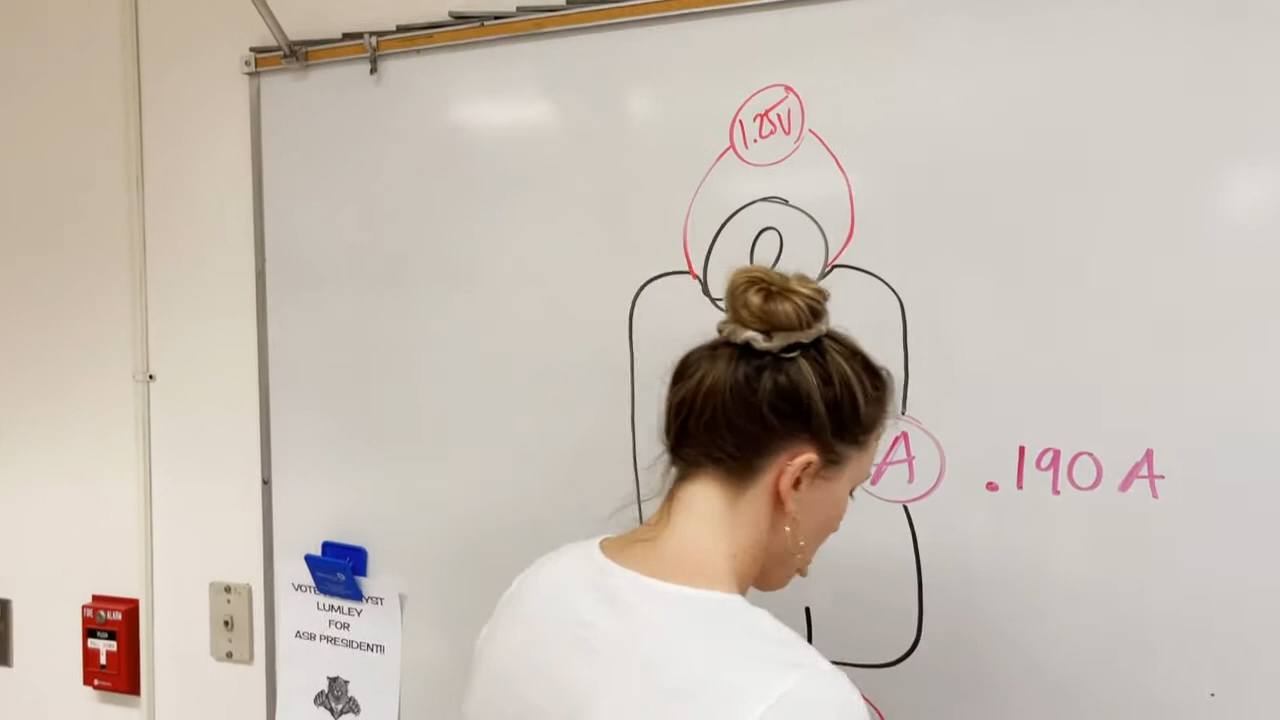 1.25V
A
.190 A
VOTE
LUMLEY
FOR
ASB PRESIDENT!!
FIRE ALARM